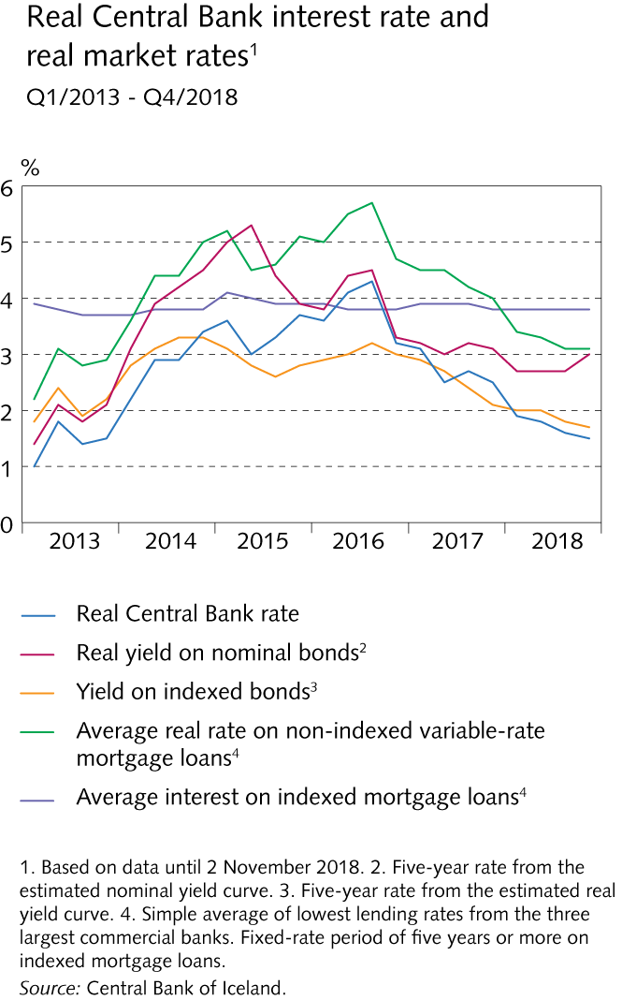 Real Central Bank interest rate and
real market rates¹
Q1/2013 - Q4/2018
%
6
5
4
3
2
1
0
2013 2014 2015 2016 2017 2018
Real Central Bank rate
Real yield on nominal bonds²
Yield on indexed bonds³
Average real rate on non-indexed variable-rate
mortgage loans⁴
Average interest on indexed mortgage loans⁴
1. Based on data until 2 November 2018. 2. Five-year rate from the
estimated nominal yield curve. 3. Five-year rate from the estimated real
yield curve. 4. Simple average of lowest lending rates from the three
largest commercial banks. Fixed-rate period of five years or more on
indexed mortgage loans.
Source: Central Bank of Iceland.